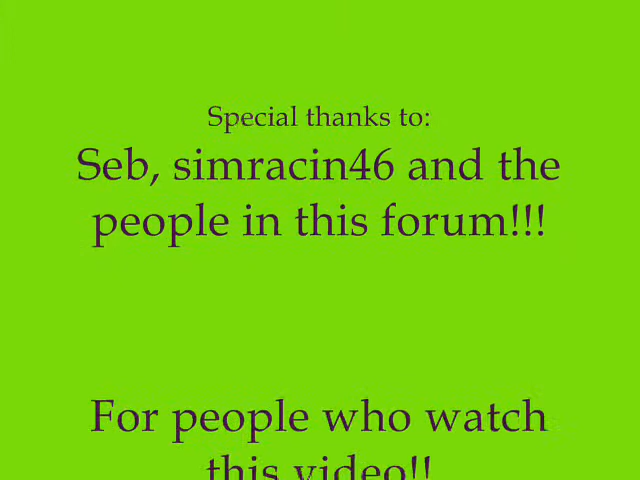 Special thanks to:
Seb, simracin46 and the
people in this forum!!!
For people who watch
this video!!